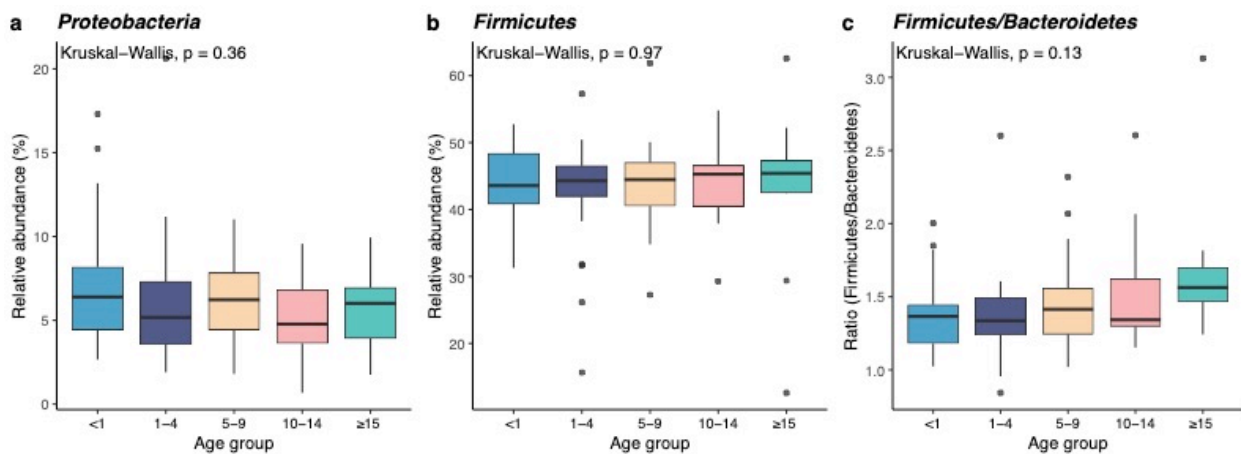 a Proteobacteria
Kruskal-Wallis, p = 0.36
Relative abundance (%)
20
15
10
5
0
<1 1-4 5-9 10-14 ≥15
Age group
b Firmicutes
Kruskal-Wallis, p = 0.97
Relative abundance (%)
60
50
40
30
20
<1 1-4 5-9 10-14 ≥15
Age group
c Firmicutes/Bacteroidetes
Kruskal-Wallis, p = 0.13
Ratio (Firmicutes/Bacteroidetes)
3.0
2.5
2.0
1.5
1.0
<1 1-4 5-9 10-14 ≥15
Age group